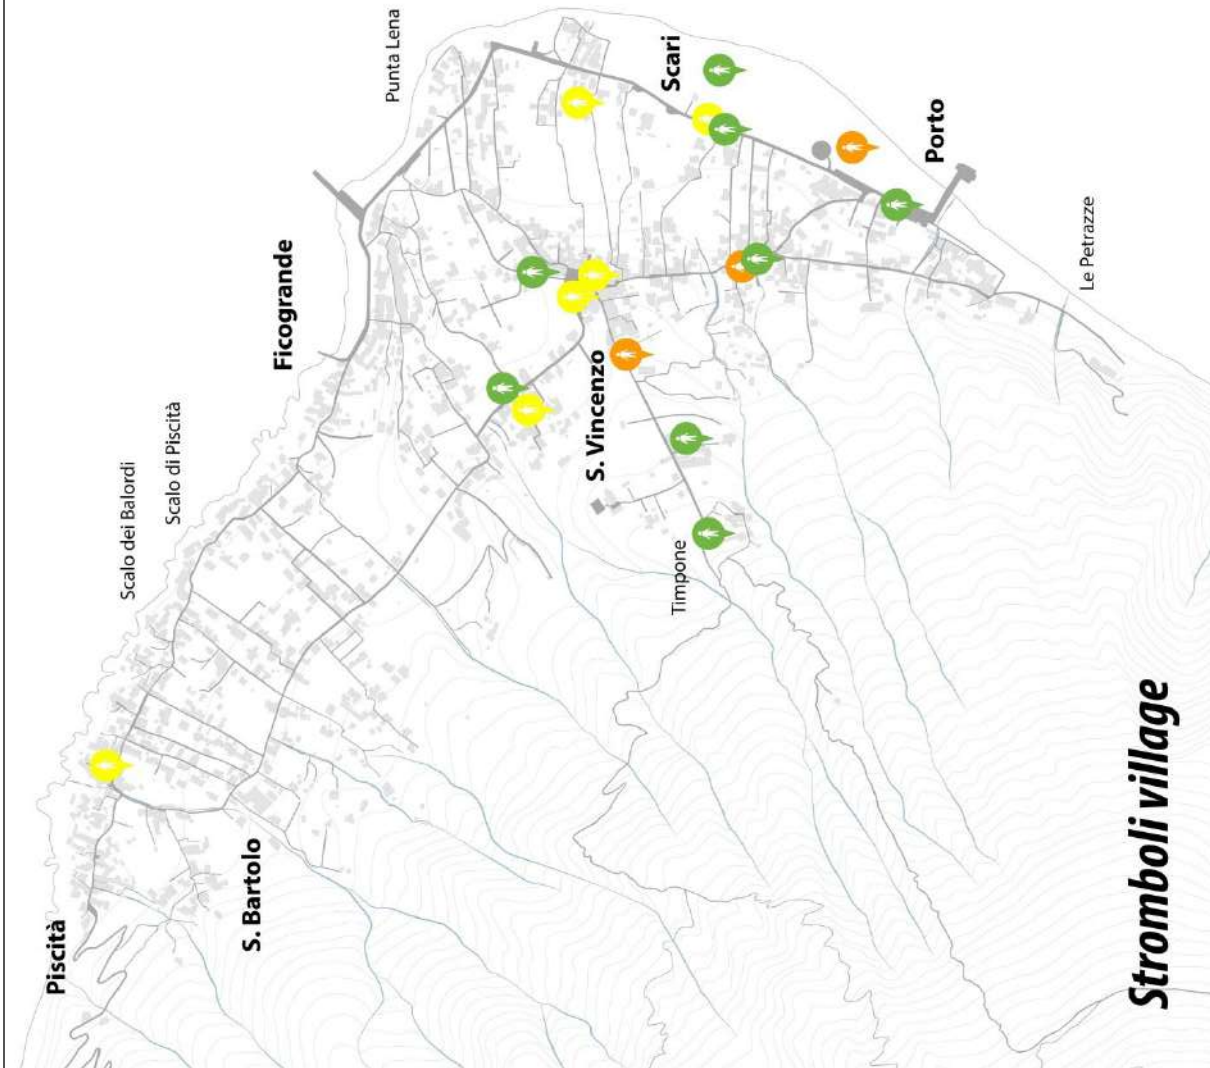 Piscità
Scalo dei Balordi
Scalo di Piscità
S. Bartolo
Ficogrande
Punta Lena
S. Vincenzo
Timpone
Scari
Porto
Le Petrazze
Stromboli village